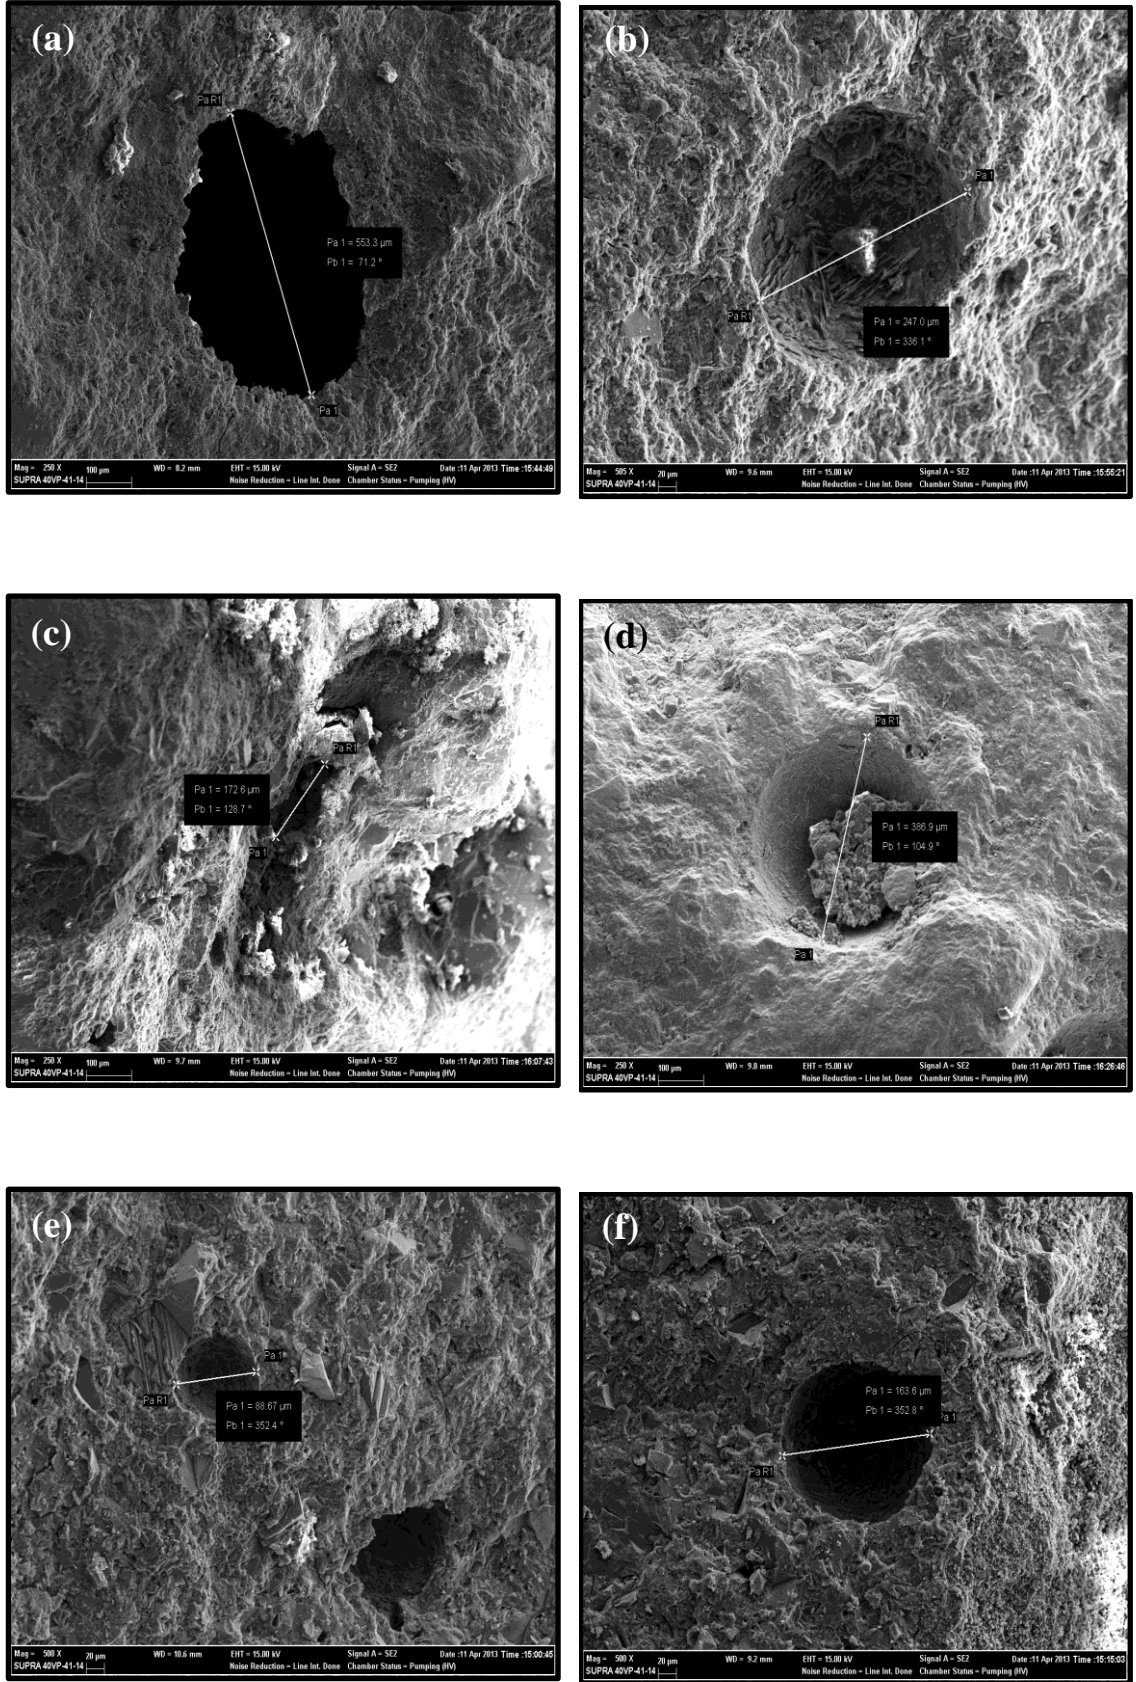 (a)
Pa R1
Pa 1 = 553.3 µm
Pb 1 = 71.2 °
Pa 1
Mag = 250 X 100 µm WD = 8.2 mm EHT = 15.00 kV Signal A = SE2 Date :11 Apr 2013 Time :15:44:49
SUPRA 40VP-41-14 Noise Reduction = Line Int. Done Chamber Status = Pumping (HV)
(b)
Pa 1
Pa R1
Pa 1 = 247.0 µm
Pb 1 = 336.1 °
Mag = 505 X 20 µm WD = 9.6 mm EHT = 15.00 kV Signal A = SE2 Date :11 Apr 2013 Time :15:55:21
SUPRA 40VP-41-14 Noise Reduction = Line Int. Done Chamber Status = Pumping (HV)
(c)
Pa R1
Pa 1 = 172.6 µm
Pb 1 = 128.7 °
Pa 1
Mag = 250 X 100 µm WD = 9.7 mm EHT = 15.00 kV Signal A = SE2 Date :11 Apr 2013 Time :16:07:43
SUPRA 40VP-41-14 Noise Reduction = Line Int. Done Chamber Status = Pumping (HV)
(d)
Pa R1
Pa 1 = 386.9 µm
Pb 1 = 104.9 °
Pa 1
Mag = 250 X 100 µm WD = 9.8 mm EHT = 15.00 kV Signal A = SE2 Date :11 Apr 2013 Time :16:26:46
SUPRA 40VP-41-14 Noise Reduction = Line Int. Done Chamber Status = Pumping (HV)
(e)
Pa 1
Pa R1
Pa 1 = 88.67 µm
Pb 1 = 352.4 °
Mag = 500 X 20 µm WD = 10.6 mm EHT = 15.00 kV Signal A = SE2 Date :11 Apr 2013 Time :15:00:45
SUPRA 40VP-41-14 Noise Reduction = Line Int. Done Chamber Status = Pumping (HV)
(f)
Pa 1 = 163.6 µm
Pb 1 = 352.8 °
Pa 1
Pa R1
Mag = 500 X 20 µm WD = 9.2 mm EHT = 15.00 kV Signal A = SE2 Date :11 Apr 2013 Time :15:15:03
SUPRA 40VP-41-14 Noise Reduction = Line Int. Done Chamber Status = Pumping (HV)